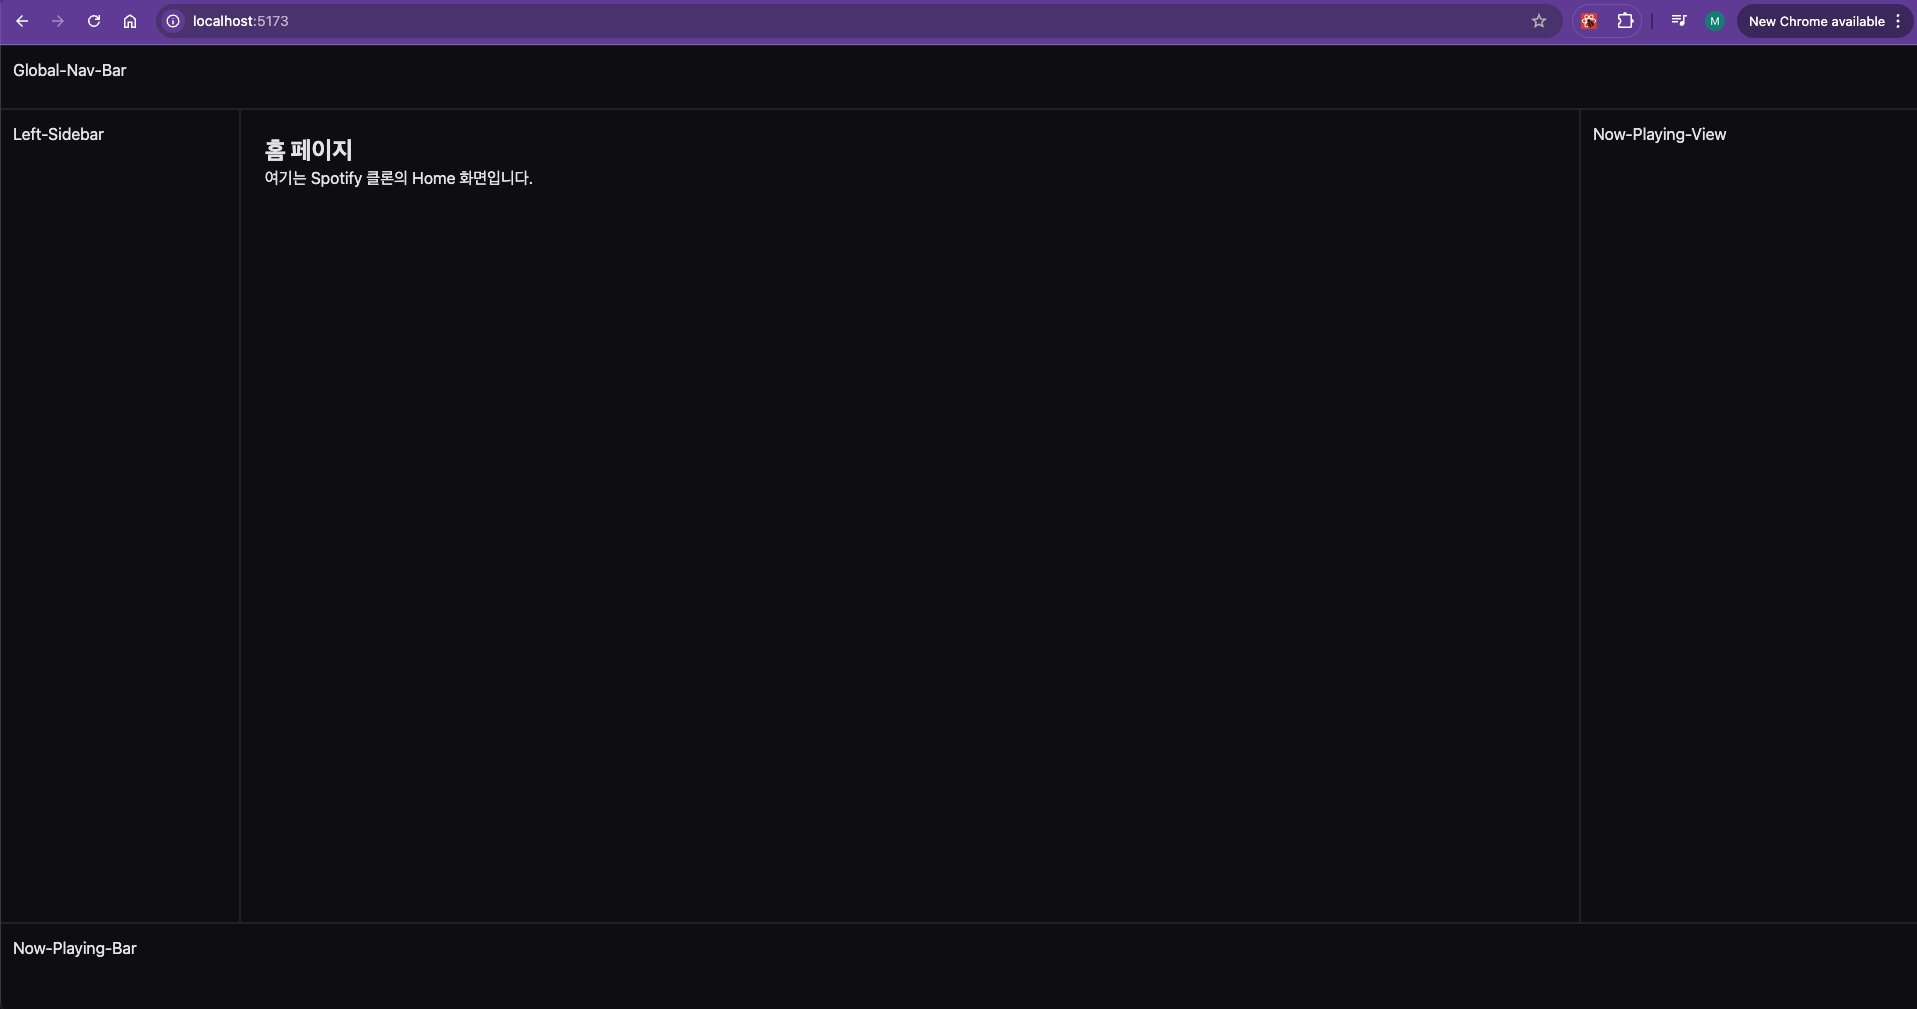 localhost:5173
M
New Chrome available
Global-Nav-Bar
Left-Sidebar
홈 페이지
여기는 Spotify 클론의 Home 화면입니다.
Now-Playing-View
Now-Playing-Bar